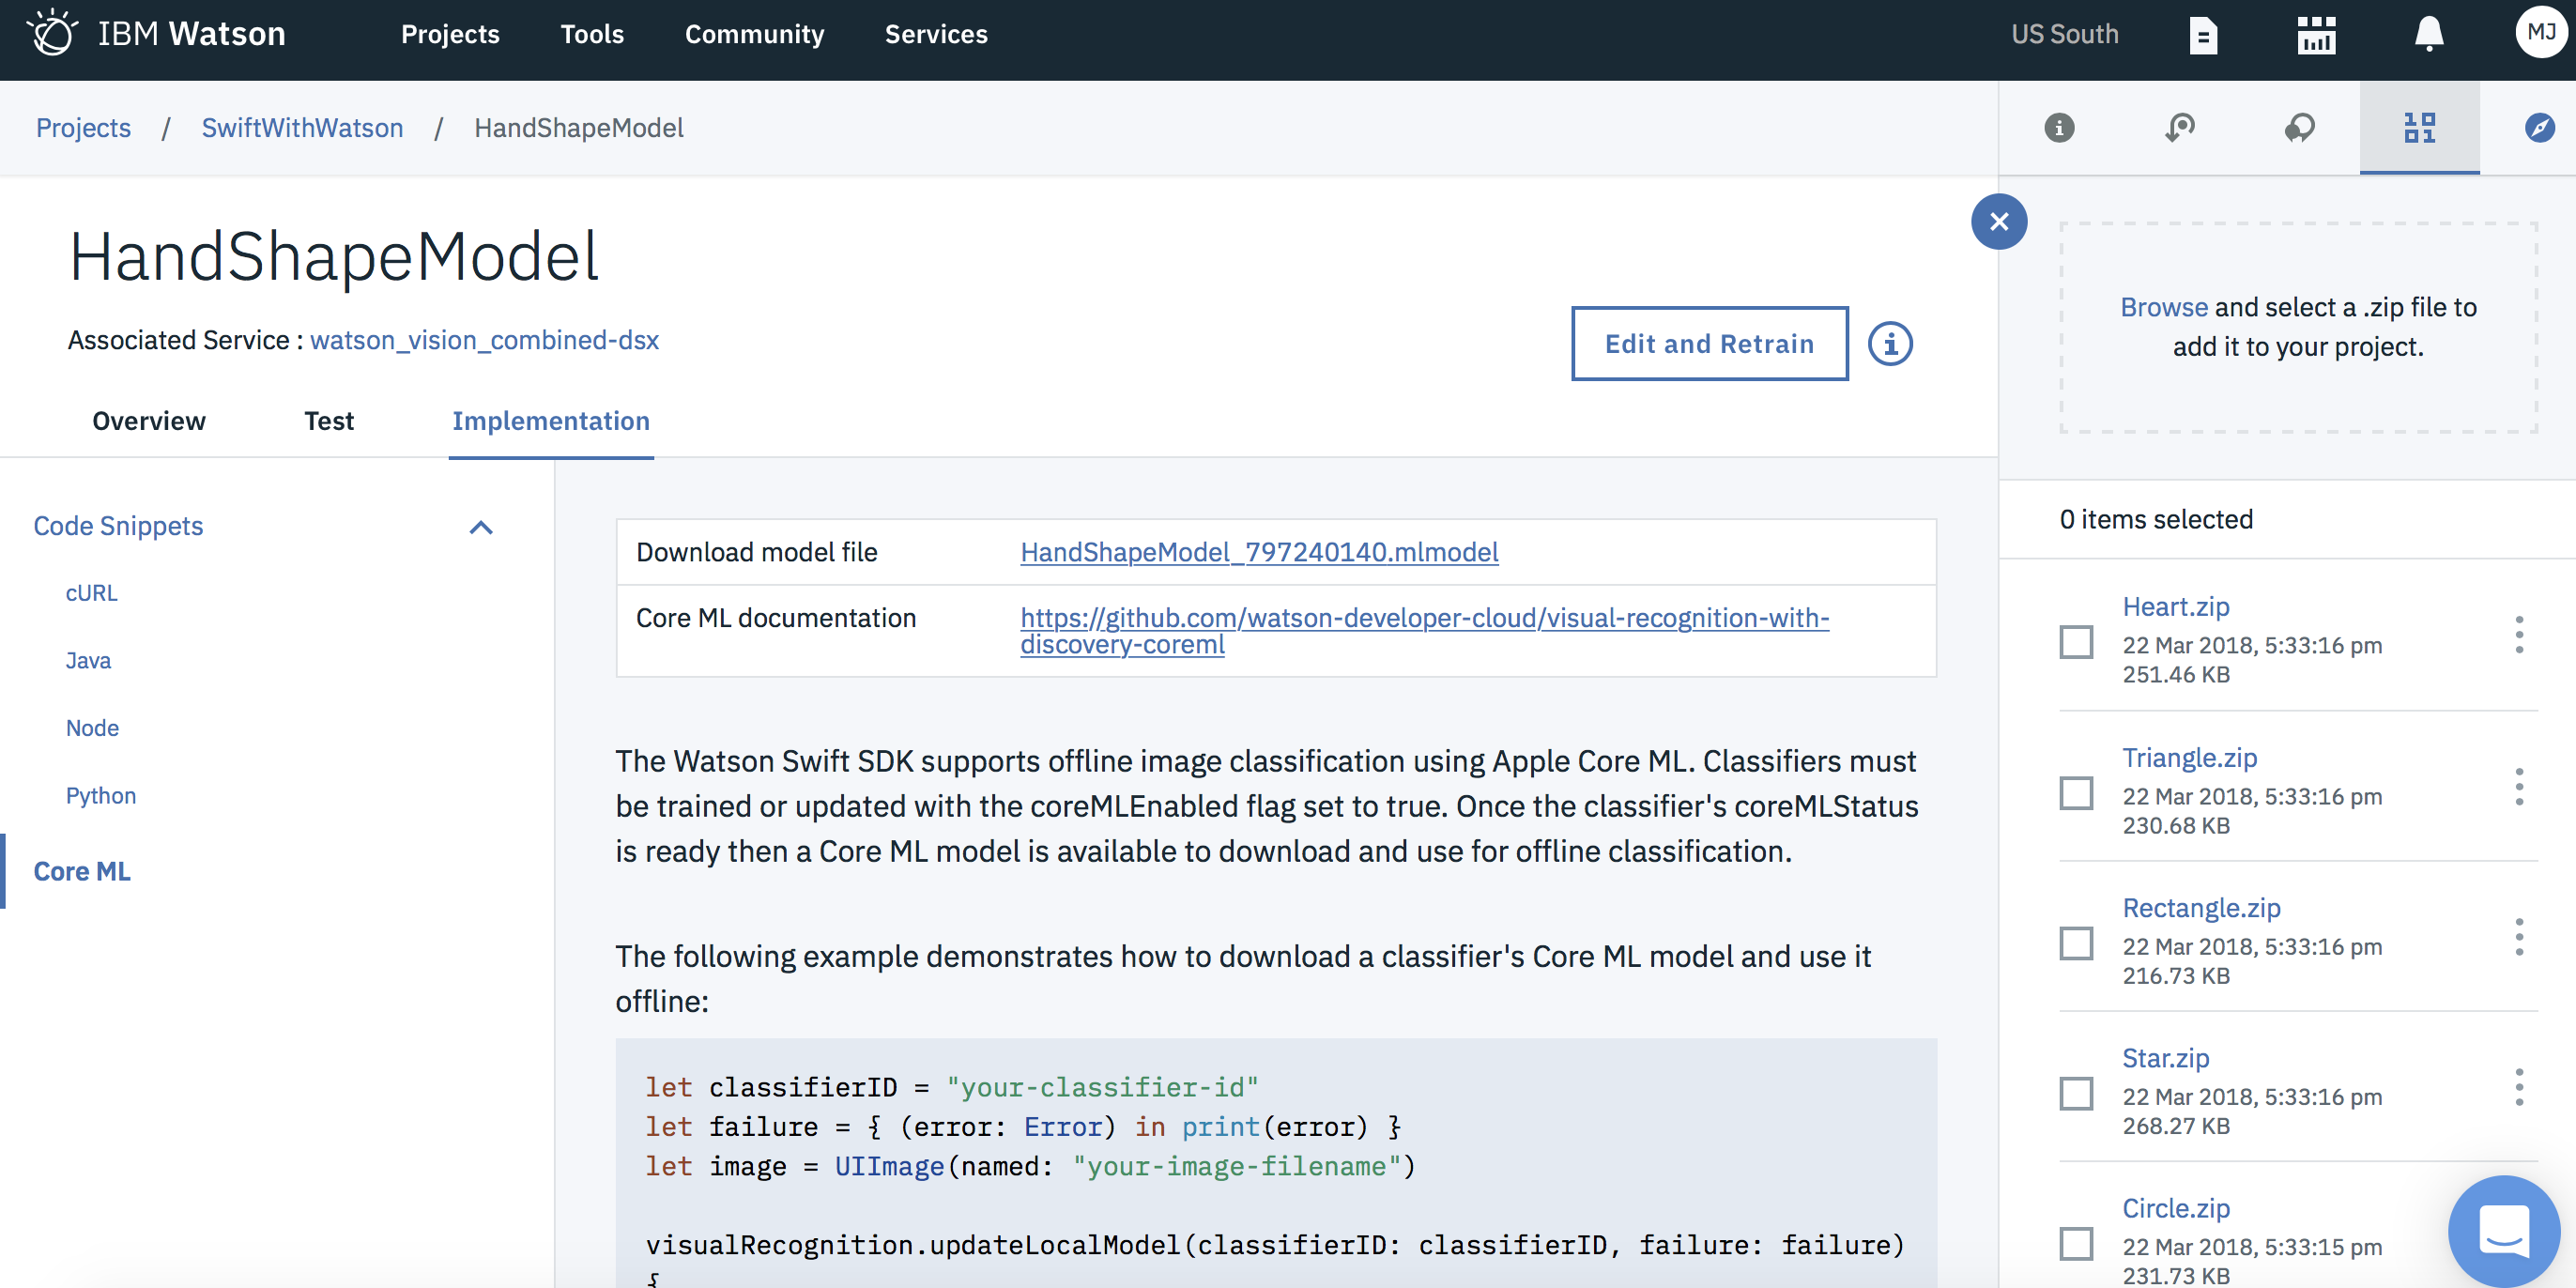 IBM Watson
Projects
Tools
Community
Services
US South
MJ
Projects / SwiftWithWatson / HandShapeModel
HandShapeModel
Associated Service : watson_vision_combined-dsx
Edit and Retrain
Overview
Test
Implementation
Code Snippets
cURL
Java
Node
Python
Core ML
Download model file
HandShapeModel_797240140.mlmodel
Core ML documentation
https://github.com/watson-developer-cloud/visual-recognition-with-
discovery-coreml
The Watson Swift SDK supports offline image classification using Apple Core ML. Classifiers must
be trained or updated with the coreMLEnabled flag set to true. Once the classifier's coreMLStatus
is ready then a Core ML model is available to download and use for offline classification.
The following example demonstrates how to download a classifier's Core ML model and use it
offline:
let classifierID = "your-classifier-id"
let failure = { (error: Error) in print(error) }
let image = UIImage(named: "your-image-filename")
visualRecognition.updateLocalModel(classifierID: classifierID, failure: failure)
{
Browse and select a .zip file to
add it to your project.
0 items selected
Heart.zip
22 Mar 2018, 5:33:16 pm
251.46 KB
Triangle.zip
22 Mar 2018, 5:33:16 pm
230.68 KB
Rectangle.zip
22 Mar 2018, 5:33:16 pm
216.73 KB
Star.zip
22 Mar 2018, 5:33:16 pm
268.27 KB
Circle.zip
22 Mar 2018, 5:33:15 pm
231.73 KB